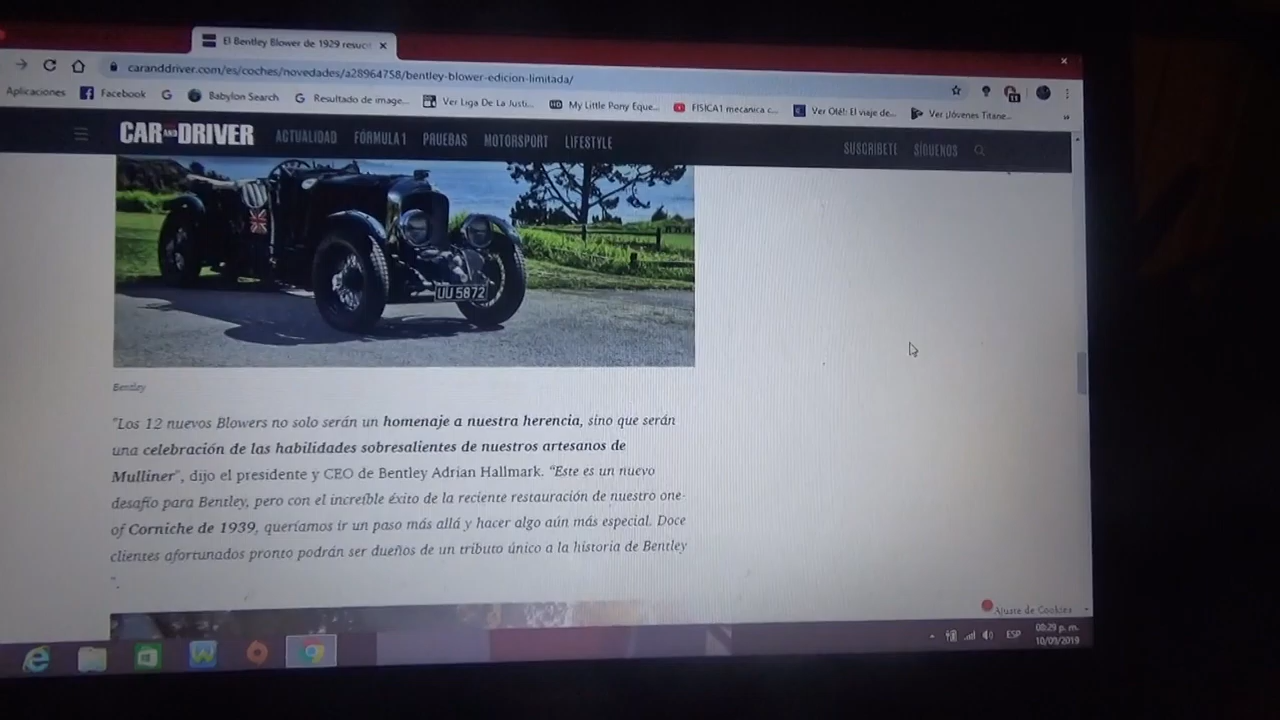 El Bentley Blower de 1929 resuc
caranddriver.com/es/coches/novedades/a28964758/bentley-blower-edicion-limitada/
Aplicaciones Facebook Babylon Search Resultado de image... Ver Liga De La Justi... My Little Pony Eque... FISICA1 mecanica c... Ver Olé!: El viaje de... Ver ¡Jóvenes Titane...
CAR AND DRIVER ACTUALIDAD FÓRMULA 1 PRUEBAS MOTORSPORT LIFESTYLE SUSCRÍBETE SÍGUENOS
UU 5872
Bentley
"Los 12 nuevos Blowers no solo serán un homenaje a nuestra herencia, sino que serán
una celebración de las habilidades sobresalientes de nuestros artesanos de
Mulliner", dijo el presidente y CEO de Bentley Adrian Hallmark. "Este es un nuevo
desafío para Bentley, pero con el increíble éxito de la reciente restauración de nuestro one-
of Corniche de 1939, queríamos ir un paso más allá y hacer algo aún más especial. Doce
clientes afortunados pronto podrán ser dueños de un tributo único a la historia de Bentley
".
Ajuste de Cookies
ESP 08:29 p. m.
10/09/2019